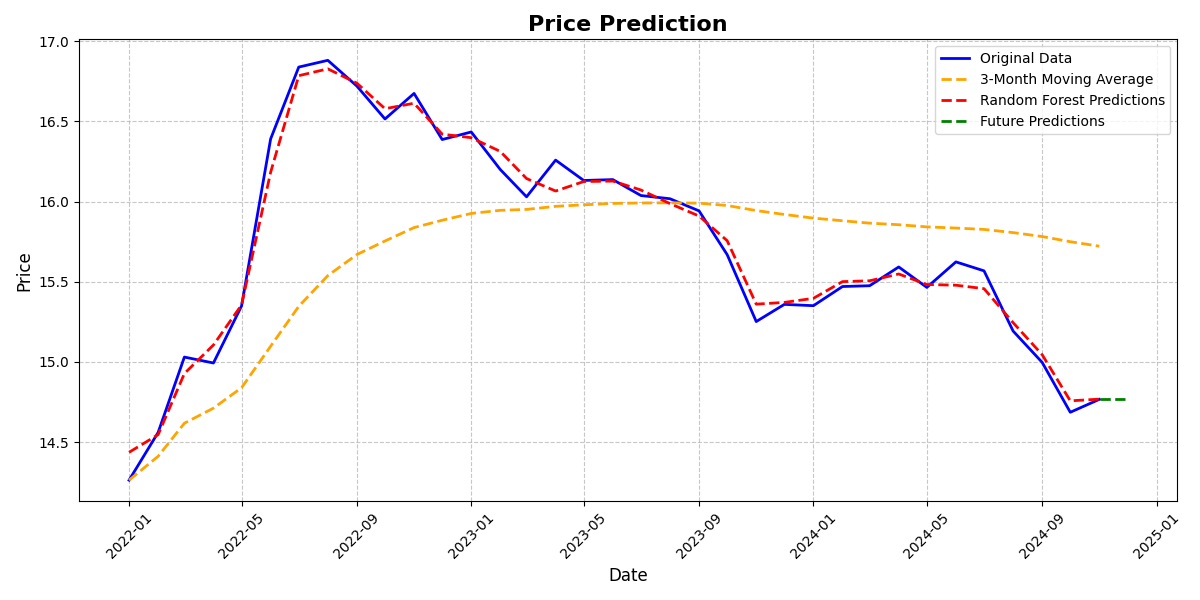 Price Prediction
Original Data
3-Month Moving Average
Random Forest Predictions
Future Predictions
Price
17.0
16.5
16.0
15.5
15.0
14.5
2022-01
2022-05
2022-09
2023-01
2023-05
2023-09
2024-01
2024-05
2024-09
2025-01
Date